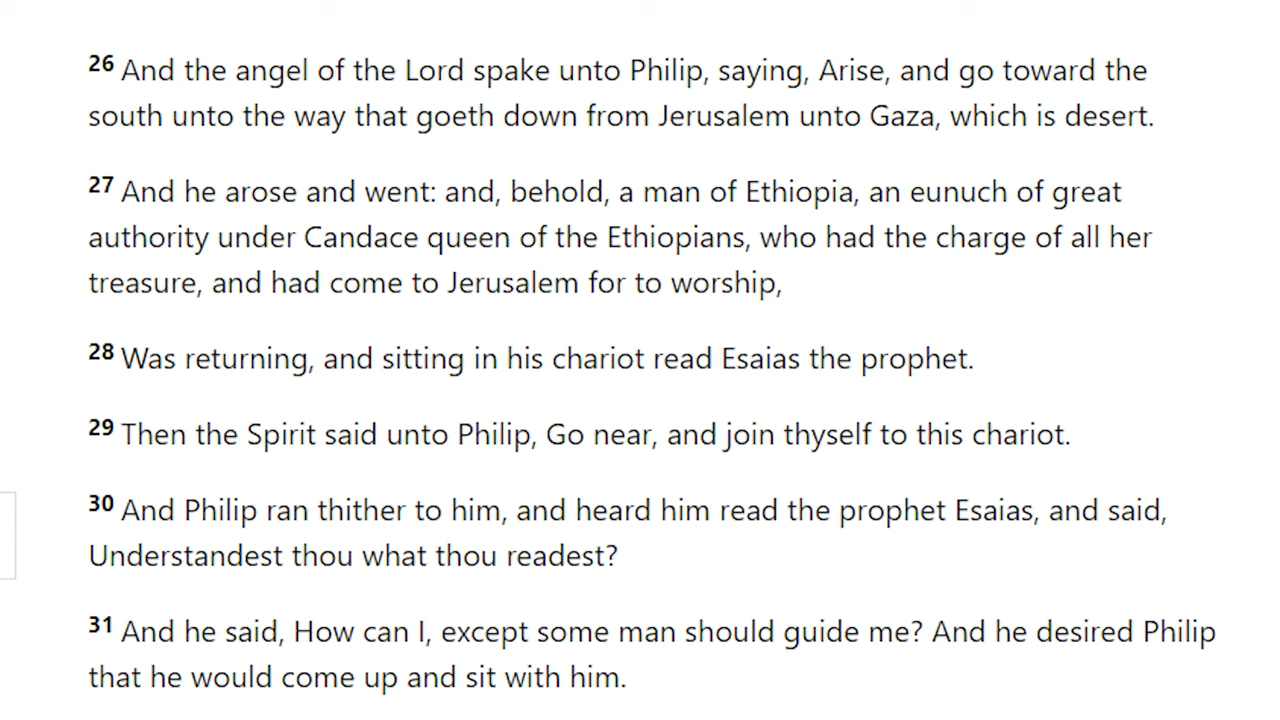 26 And the angel of the Lord spake unto Philip, saying, Arise, and go toward the
south unto the way that goeth down from Jerusalem unto Gaza, which is desert.
27 And he arose and went: and, behold, a man of Ethiopia, an eunuch of great
authority under Candace queen of the Ethiopians, who had the charge of all her
treasure, and had come to Jerusalem for to worship,
28 Was returning, and sitting in his chariot read Esaias the prophet.
29 Then the Spirit said unto Philip, Go near, and join thyself to this chariot.
30 And Philip ran thither to him, and heard him read the prophet Esaias, and said,
Understandest thou what thou readest?
31 And he said, How can I, except some man should guide me? And he desired Philip
that he would come up and sit with him.